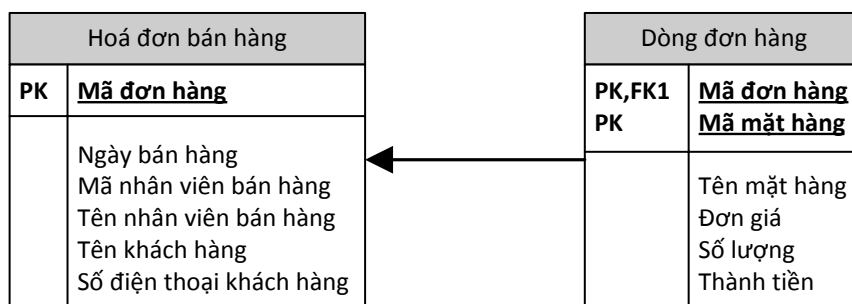 Hoá đơn bán hàng
PK Mã đơn hàng
Ngày bán hàng
Mã nhân viên bán hàng
Tên nhân viên bán hàng
Tên khách hàng
Số điện thoại khách hàng
Dòng đơn hàng
PK,FK1 Mã đơn hàng
PK Mã mặt hàng
Tên mặt hàng
Đơn giá
Số lượng
Thành tiền